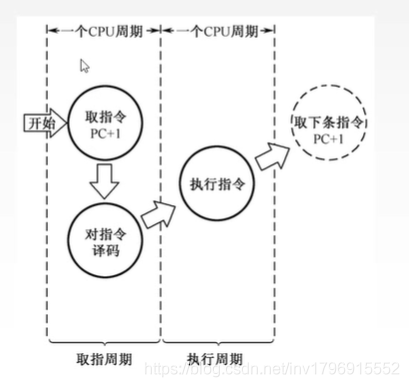 一个CPU周期
一个CPU周期
开始
取指令
PC+1
取下条指令
PC+1
执行指令
对指令
译码
取指周期
执行周期
https://blog.csdn.net/inv1796915552